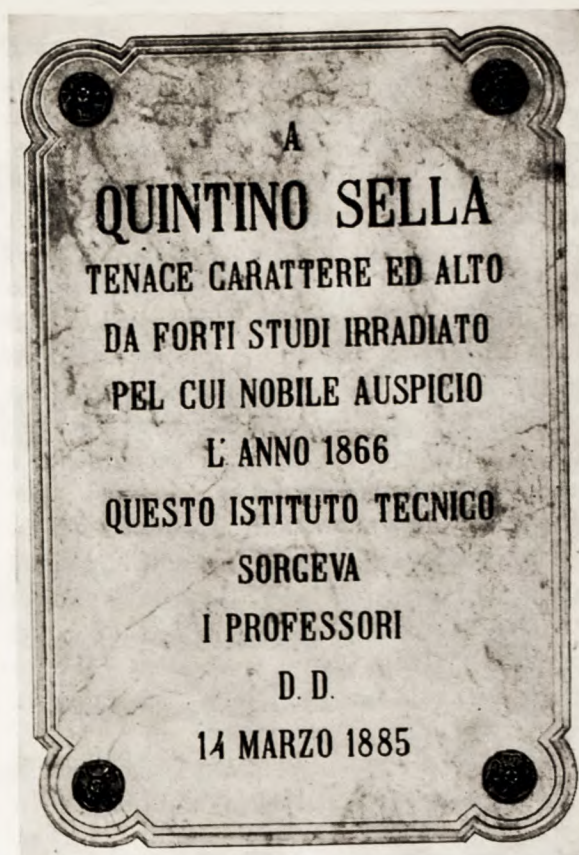 A
QUINTINO SELLA
TENACE CARATTERE ED ALTO
DA FORTI STUDI IRRADIATO
PEL CUI NOBILE AUSPICIO
L' ANNO 1866
QUESTO ISTITUTO TECNICO
SORGEVA
I PROFESSORI
D. D.
14 MARZO 1885